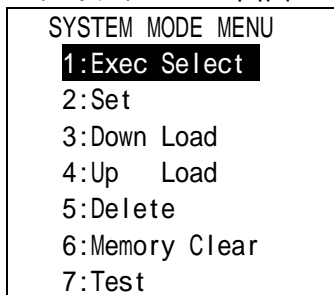 SYSTEM MODE MENU
1:Exec Select
2:Set
3:Down Load
4:Up   Load
5:Delete
6:Memory Clear
7:Test